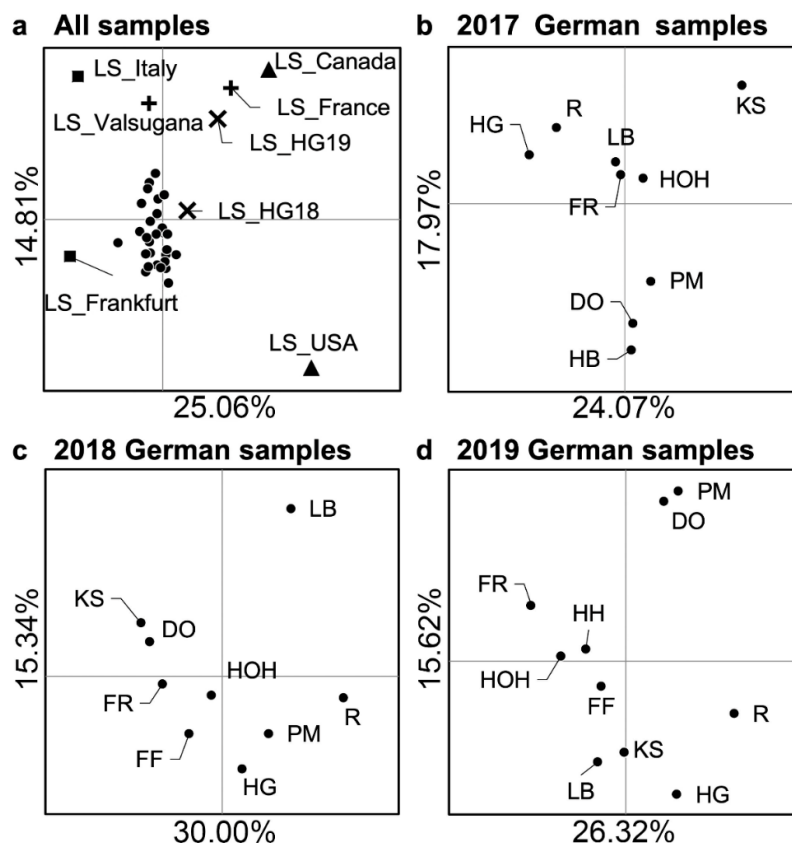 a All samples
LS_Italy
LS_Canada
LS_Valsugana
LS_France
LS_HG19
LS_HG18
LS_Frankfurt
LS_USA
14.81%
25.06%
b 2017 German samples
KS
R
HG
LB
HOH
FR
PM
DO
HB
17.97%
24.07%
c 2018 German samples
LB
KS
DO
HOH
FR
R
FF
PM
HG
15.34%
30.00%
d 2019 German samples
PM
DO
FR
HH
HOH
FF
R
KS
LB
HG
15.62%
26.32%